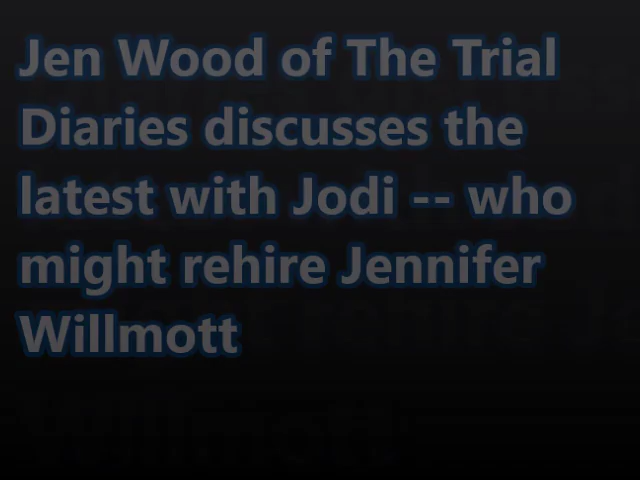 Jen Wood of The Trial
Diaries discusses the
latest with Jodi -- who
might rehire Jennifer
Willmott